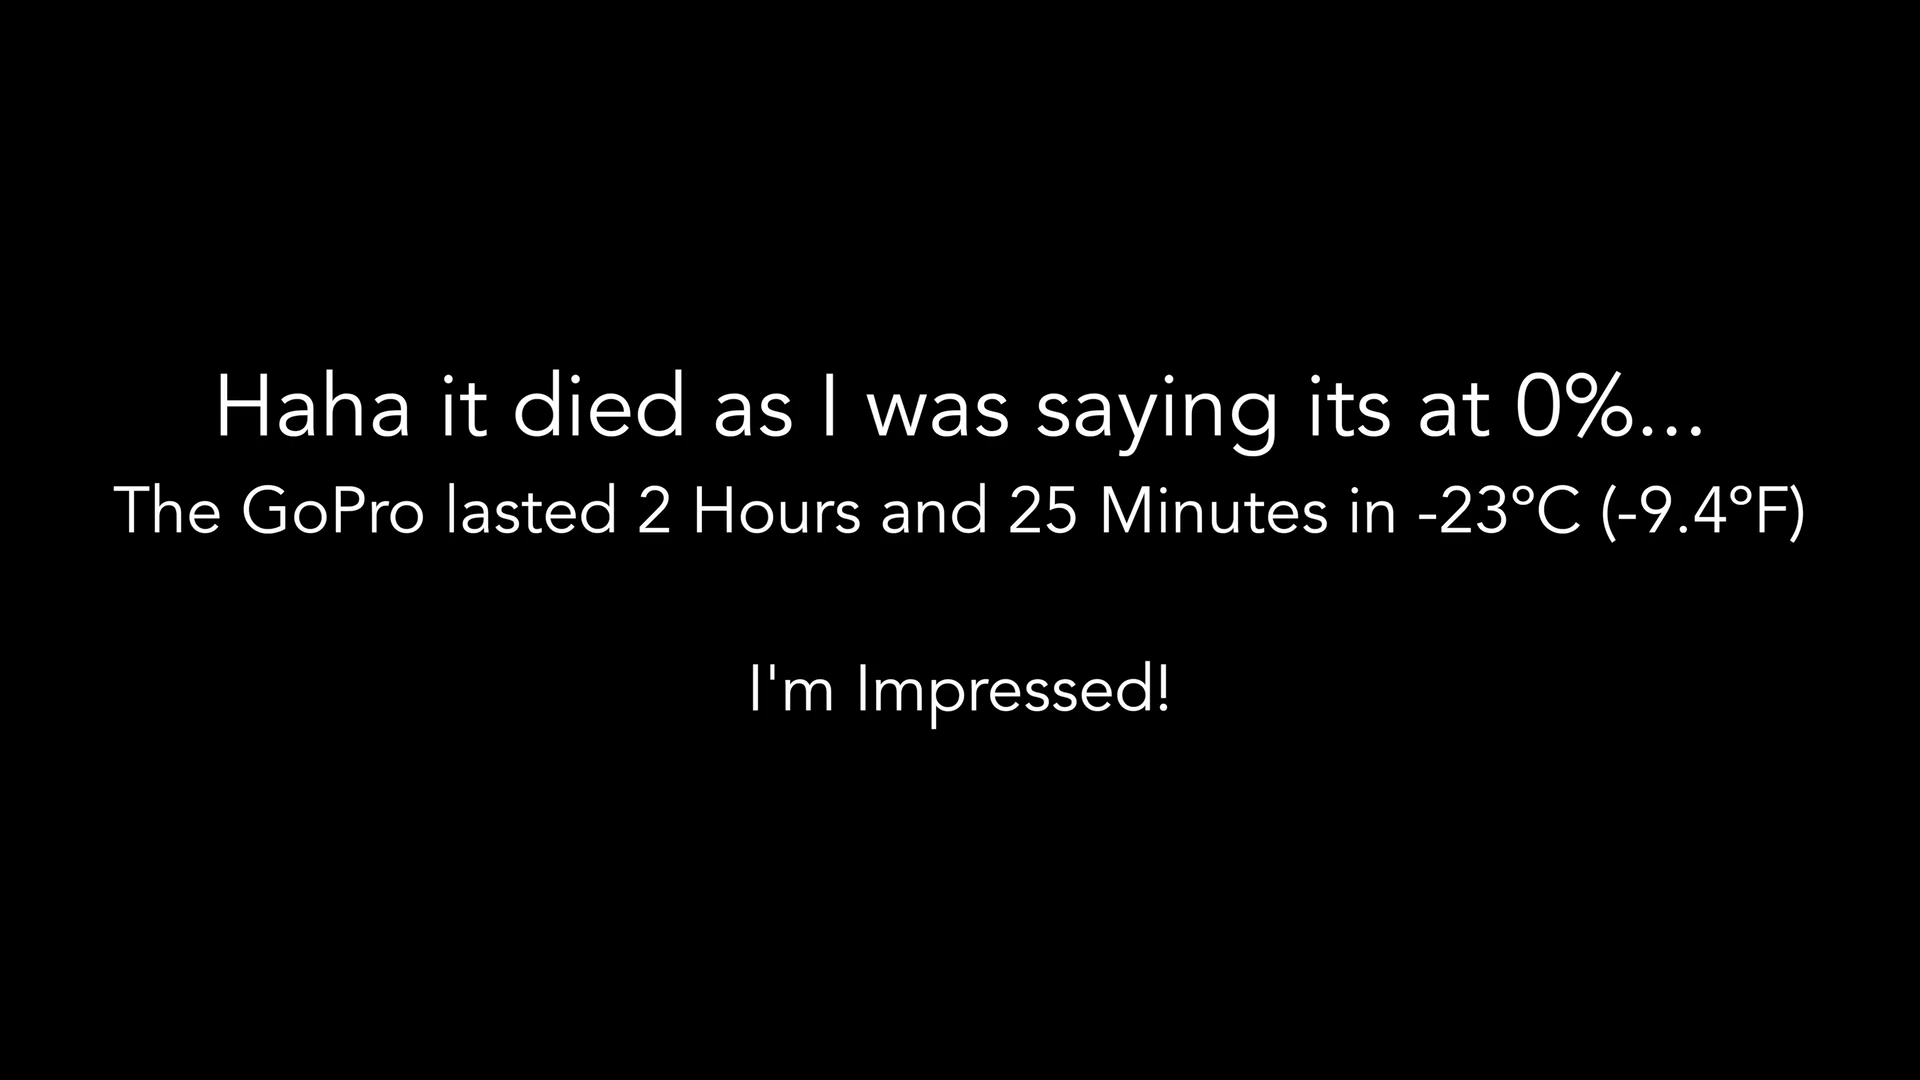 Haha it died as I was saying its at 0%...
The GoPro lasted 2 Hours and 25 Minutes in -23°C (-9.4°F)
I'm Impressed!